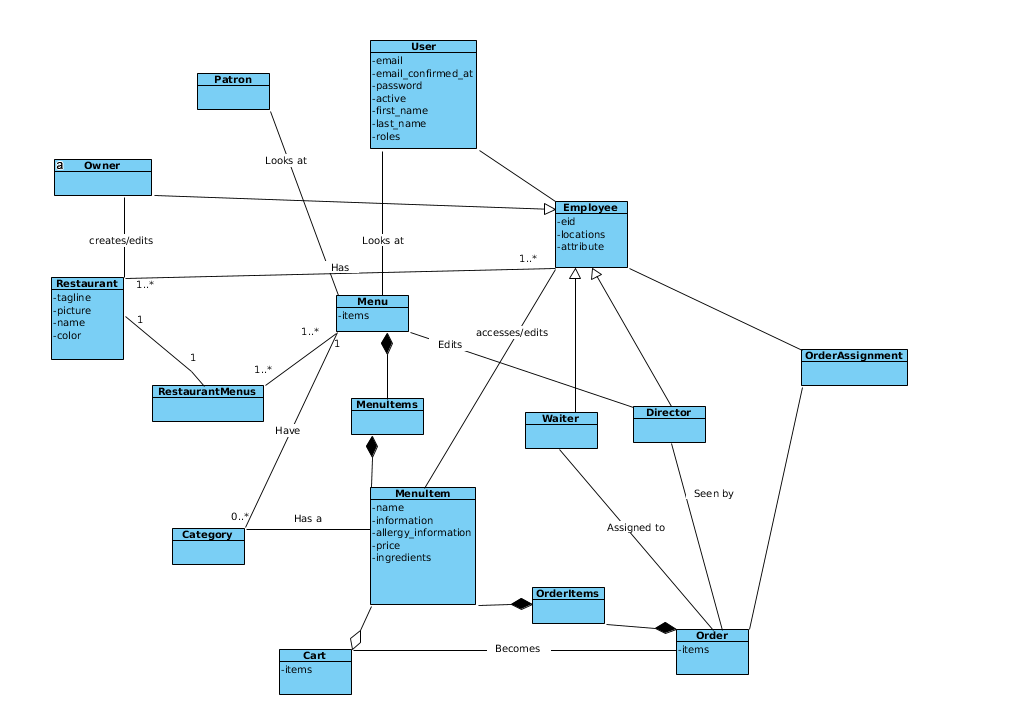 User
-email
-email_confirmed_at
-password
-active
-first_name
-last_name
-roles
Patron
Looks at
a
Owner
Employee
-eid
-locations
-attribute
creates/edits
Looks at
1..*
Has
Restaurant
-tagline
-picture
-name
-color
1..*
Menu
-items
1
1..*
1
accesses/edits
Edits
OrderAssignment
1
1..*
RestaurantMenus
MenuItems
Waiter
Director
Have
MenuItem
-name
-information
-allergy_information
-price
-ingredients
Seen by
0..*
Has a
Assigned to
Category
OrderItems
Order
-items
Becomes
Cart
-items